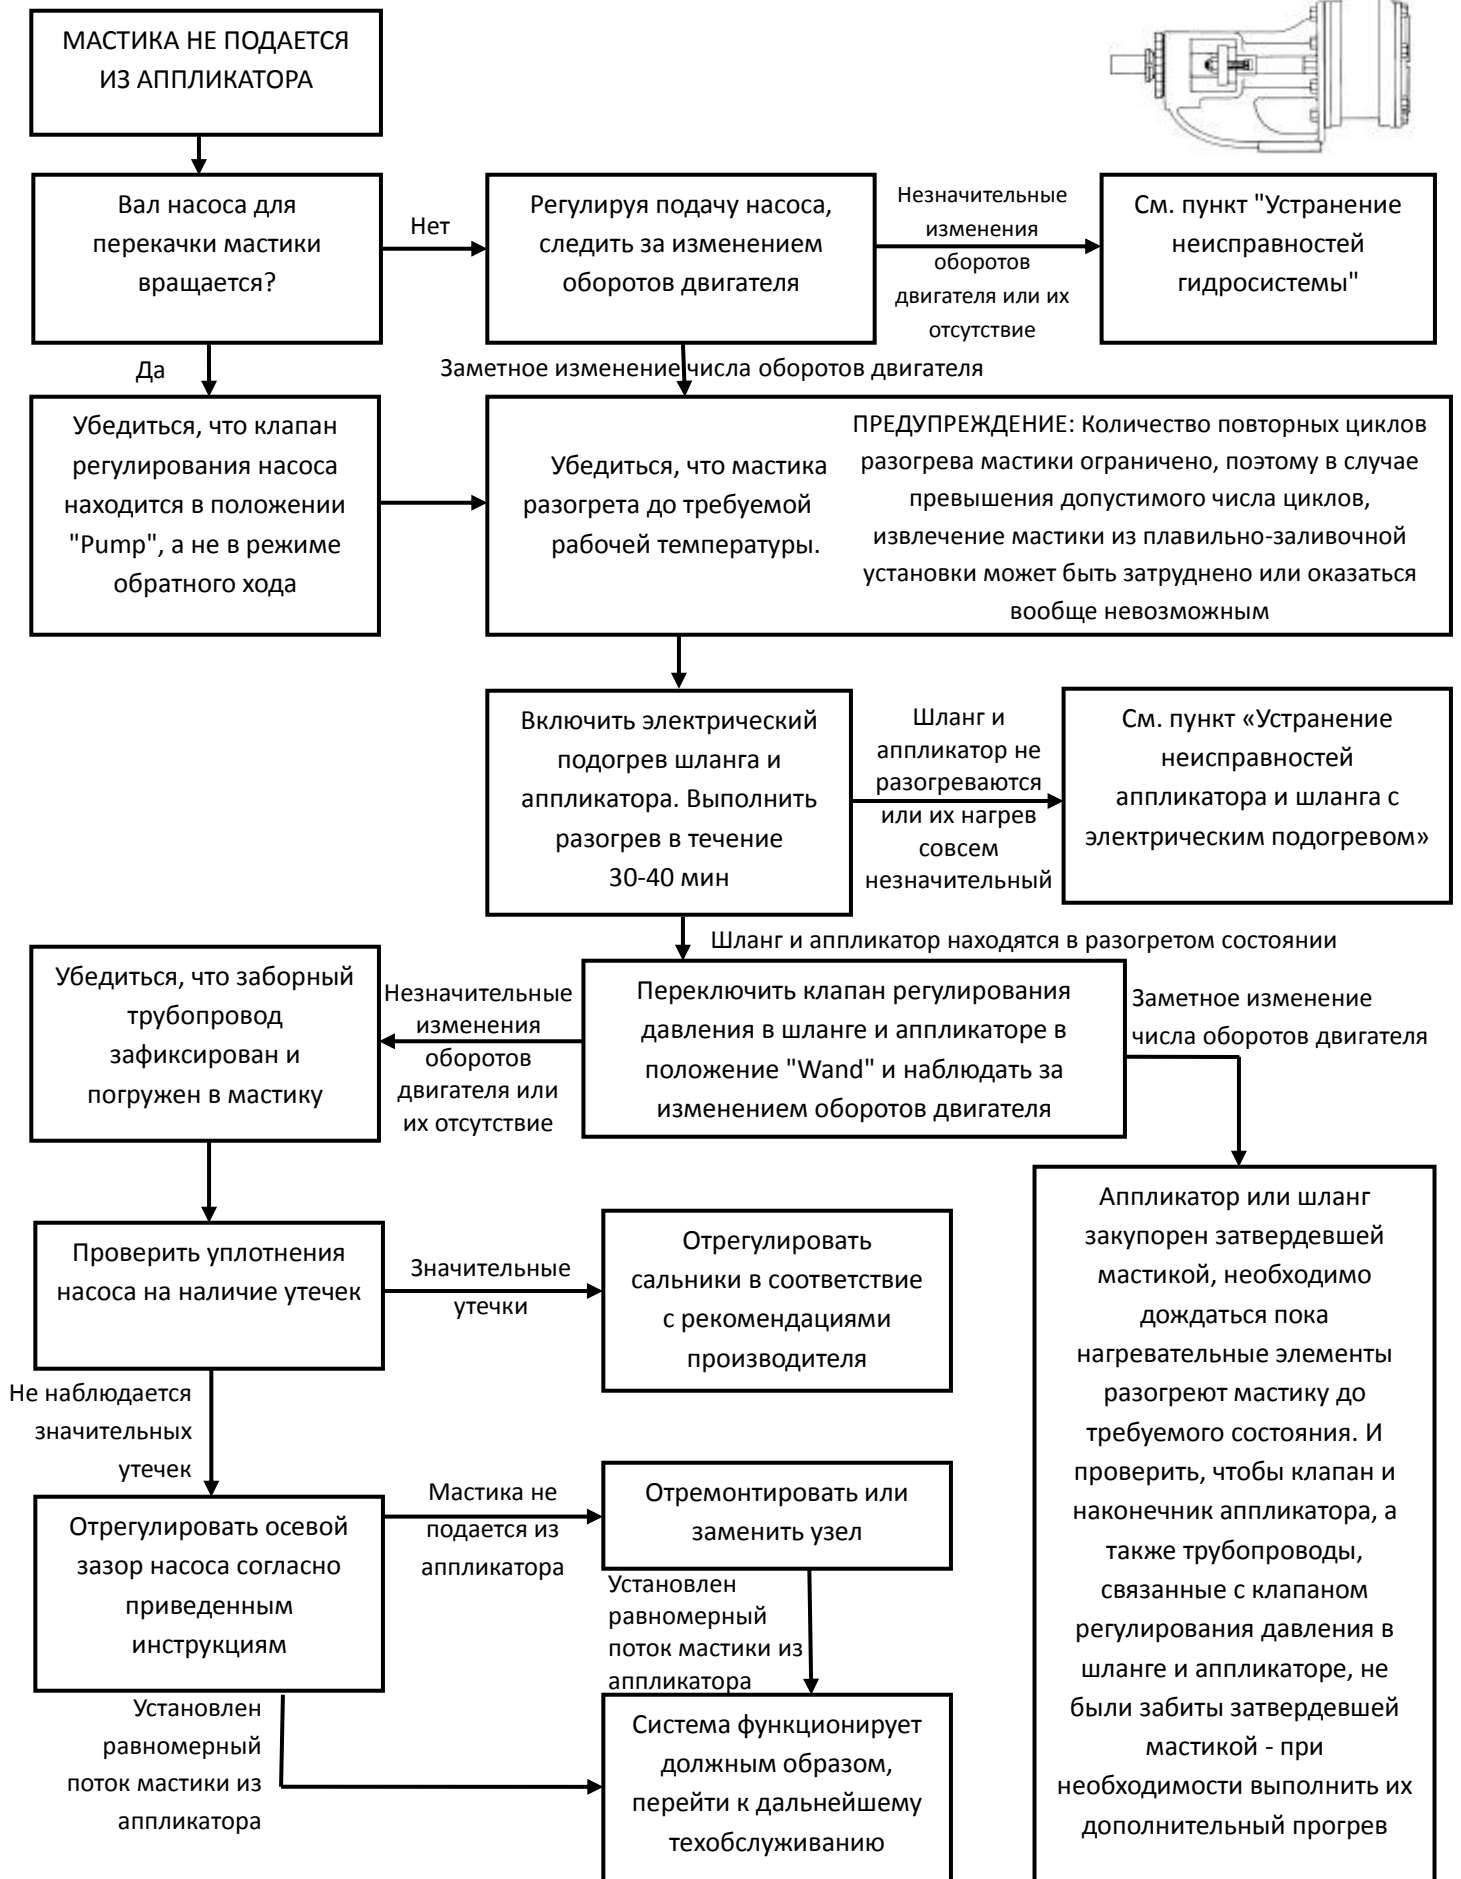 МАСТИКА НЕ ПОДАЕТСЯ
ИЗ АППЛИКАТОРА
Вал насоса для
перекачки мастики
вращается?
Нет
Регулируя подачу насоса,
следить за изменением
оборотов двигателя
Незначительные
изменения
оборотов
двигателя или их
отсутствие
См. пункт "Устранение
неисправностей
гидросистемы"
Да
Заметное изменение числа оборотов двигателя
Убедиться, что клапан
регулирования насоса
находится в положении
"Pump", а не в режиме
обратного хода
Убедиться, что мастика
разогрета до требуемой
рабочей температуры.
ПРЕДУПРЕЖДЕНИЕ: Количество повторных циклов
разогрева мастики ограничено, поэтому в случае
превышения допустимого числа циклов,
извлечение мастики из плавильно-заливочной
установки может быть затруднено или оказаться
вообще невозможным
Включить электрический
подогрев шланга и
аппликатора. Выполнить
разогрев в течение
30-40 мин
Шланг и
аппликатор не
разогреваются
или их нагрев
совсем
незначительный
См. пункт «Устранение
неисправностей
аппликатора и шланга с
электрическим подогревом»
Шланг и аппликатор находятся в разогретом состоянии
Убедиться, что заборный
трубопровод
зафиксирован и
погружен в мастику
Незначительные
изменения
оборотов
двигателя или
их отсутствие
Переключить клапан регулирования
давления в шланге и аппликаторе в
положение "Wand" и наблюдать за
изменением оборотов двигателя
Заметное изменение
числа оборотов двигателя
Проверить уплотнения
насоса на наличие утечек
Значительные
утечки
Отрегулировать
сальники в соответствие
с рекомендациями
производителя
Аппликатор или шланг
закупорен затвердевшей
мастикой, необходимо
дождаться пока
нагревательные элементы
разогреют мастику до
требуемого состояния. И
проверить, чтобы клапан и
наконечник аппликатора, а
также трубопроводы,
связанные с клапаном
регулирования давления в
шланге и аппликаторе, не
были забиты затвердевшей
мастикой - при
необходимости выполнить их
дополнительный прогрев
Не наблюдается
значительных
утечек
Отрегулировать осевой
зазор насоса согласно
приведенным
инструкциям
Мастика не
подается из
аппликатора
Отремонтировать или
заменить узел
Установлен
равномерный
поток мастики из
аппликатора
Установлен
равномерный
поток мастики из
аппликатора
Система функционирует
должным образом,
перейти к дальнейшему
техобслуживанию